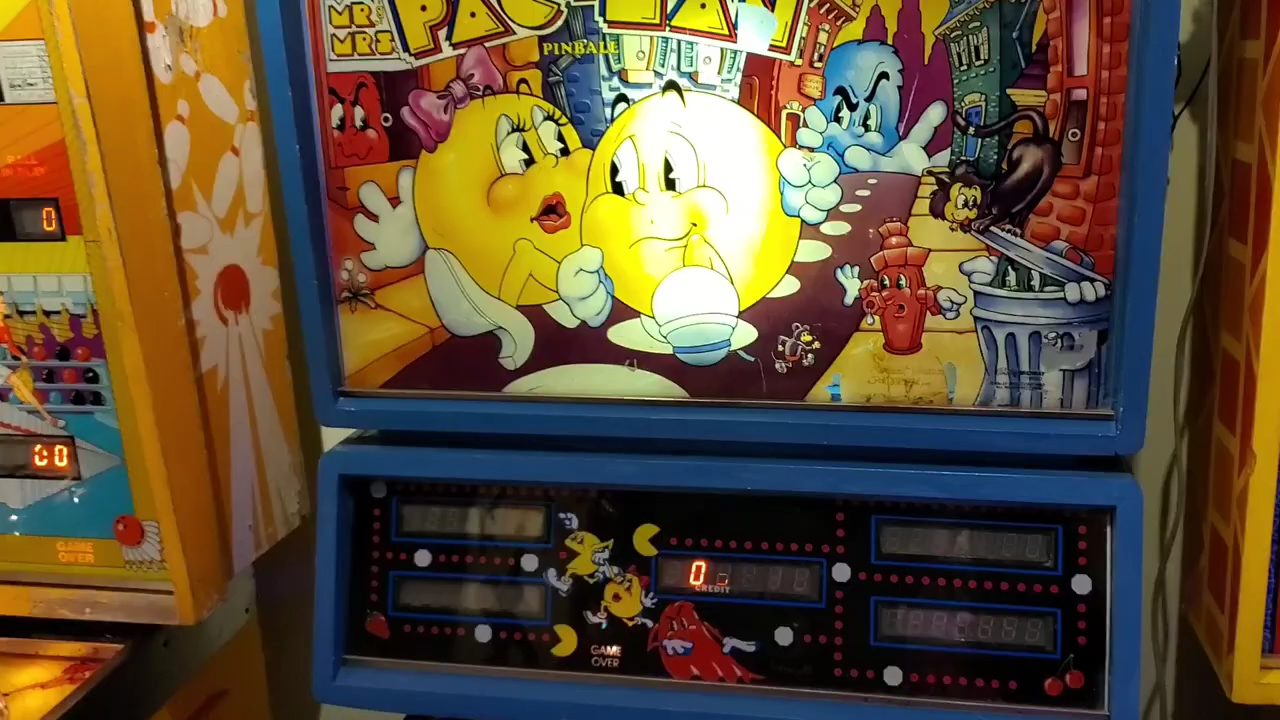 MR
MRS
PAC-MAN
PINBALL
0
00
GAME
OVER
0
CREDIT
GAME
OVER